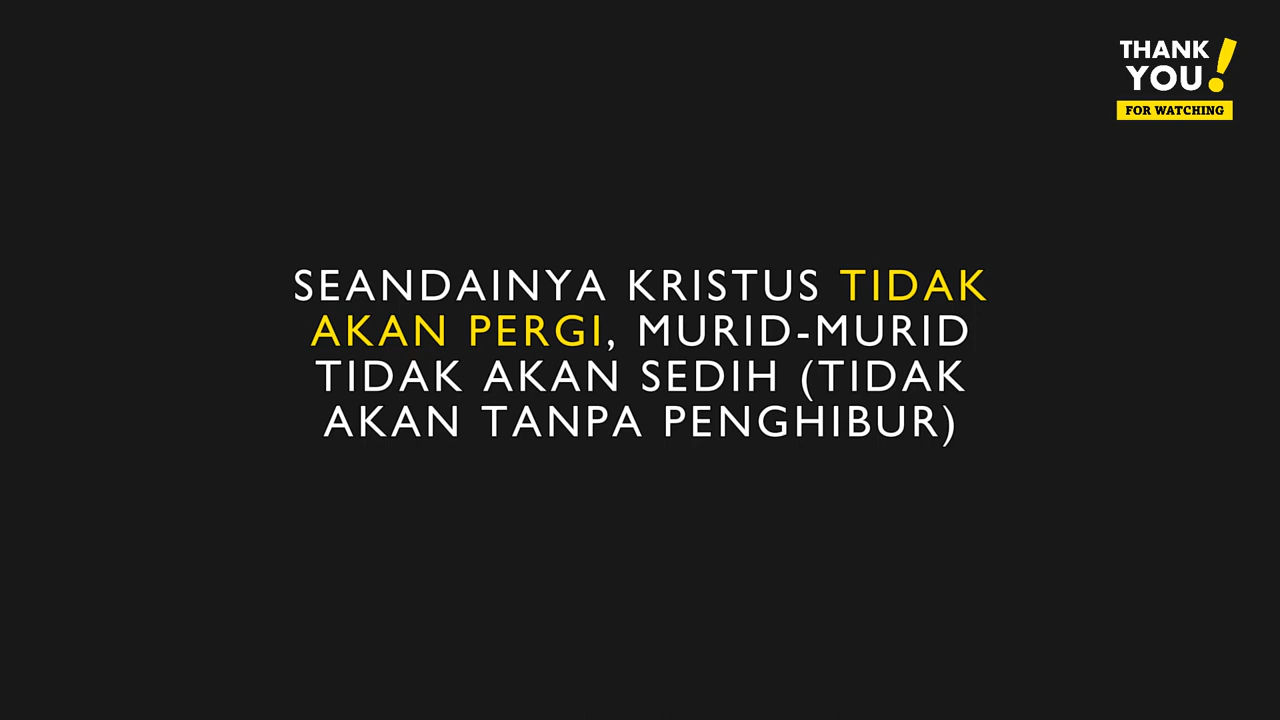 THANK
YOU!
FOR WATCHING
SEANDAINYA KRISTUS TIDAK
AKAN PERGI, MURID-MURID
TIDAK AKAN SEDIH (TIDAK
AKAN TANPA PENGHIBUR)